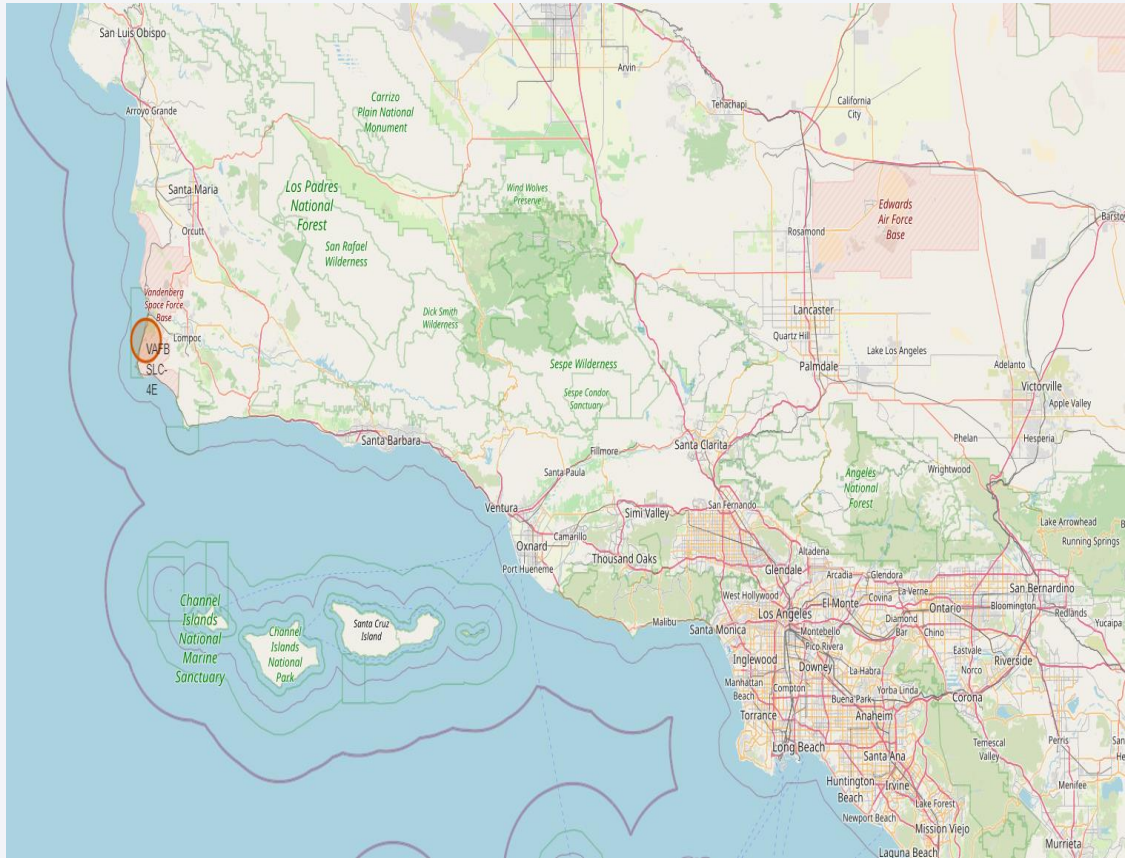 San Luis Obispo
Arvin
Carrizo
Plain National
Monument
Tehachapi
California
City
Arroyo Grande
Santa Maria
Los Padres
National
Forest
Wind Wolves
Preserve
Edwards
Air Force
Base
Orcutt
San Rafael
Wilderness
Rosamond
Vandenberg
Space Force
Base
Dick Smith
Wilderness
Lancaster
Lompoc
VAFB
SLC-
4E
Quartz Hill
Lake Los Angeles
Palmdale
Adelanto
Victorville
Apple Valley
Sespe Wilderness
Sespe Condor
Sanctuary
Santa Barbara
Santa Clarita
Phelan
Hesperia
Fillmore
Santa Paula
Wrightwood
Angeles
National
Forest
Ventura
Simi Valley
San Fernando
Lake Arrowhead
Running Springs
Oxnard
Camarillo
Port Hueneme
Thousand Oaks
Altadena
Glendale
Arcadia
Glendora
La Verne
San Bernardino
West Hollywood
Covina
Los Angeles
El Monte
Ontario
Bloomington
Redlands
Yucaipa
Channel
Islands
National
Marine
Sanctuary
Channel
Islands
National
Park
Santa Cruz
Island
Malibu
Santa Monica
Montebello
Diamond
Bar
Chino
Pico Rivera
Eastvale
Riverside
Inglewood
Downey
La Habra
Norco
Manhattan
Beach
Compton
Buena Park
Yorba Linda
Corona
Torrance
Anaheim
Long Beach
Santa Ana
Temescal
Valley
Perris
Huntington
Beach
Irvine
Menifee
Lake Forest
Newport Beach
Mission Viejo
Laguna Beach
Murrieta